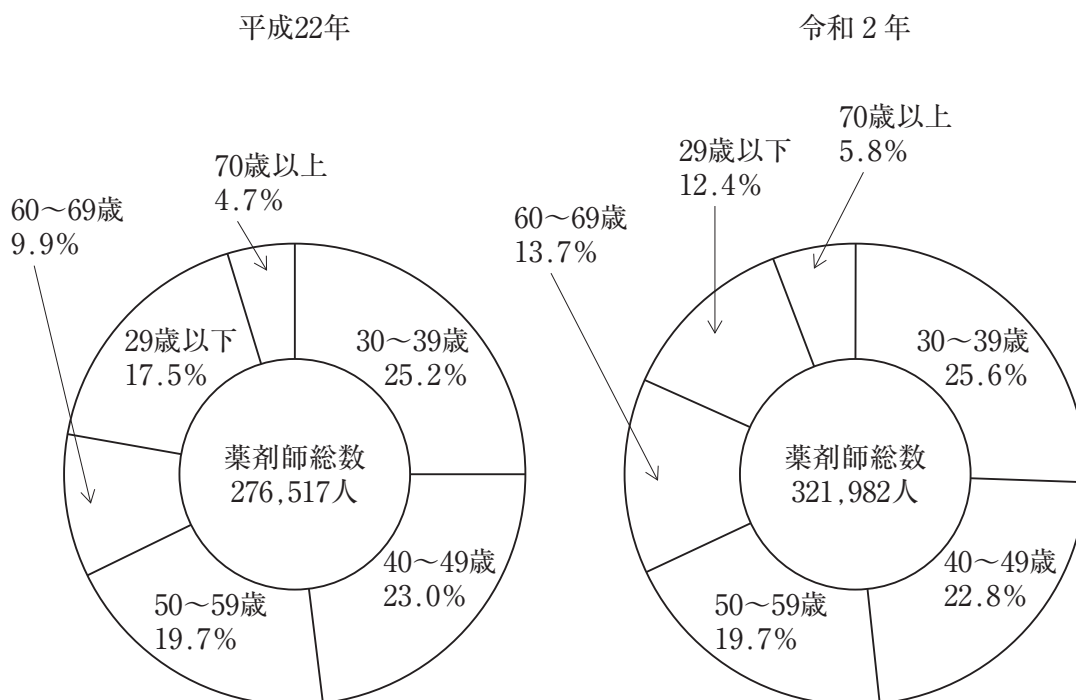 平成22年
70歳以上
4.7%
60～69歳
9.9%
29歳以下
17.5%
30～39歳
25.2%
薬剤師総数
276,517人
40～49歳
23.0%
50～59歳
19.7%
令和2年
70歳以上
5.8%
29歳以下
12.4%
60～69歳
13.7%
30～39歳
25.6%
薬剤師総数
321,982人
40～49歳
22.8%
50～59歳
19.7%